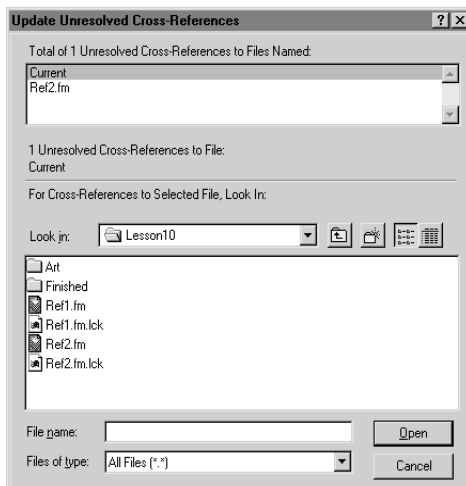 Update Unresolved Cross-References
Total of 1 Unresolved Cross-References to Files Named:
Current
Ref2.fm
1 Unresolved Cross-References to File:
Current
For Cross-References to Selected File, Look In:
Look in: Lesson10
Art
Finished
Ref1.fm
Ref1.fm.lck
Ref2.fm
Ref2.fm.lck
File name: Open
Files of type: All Files (*.*) Cancel